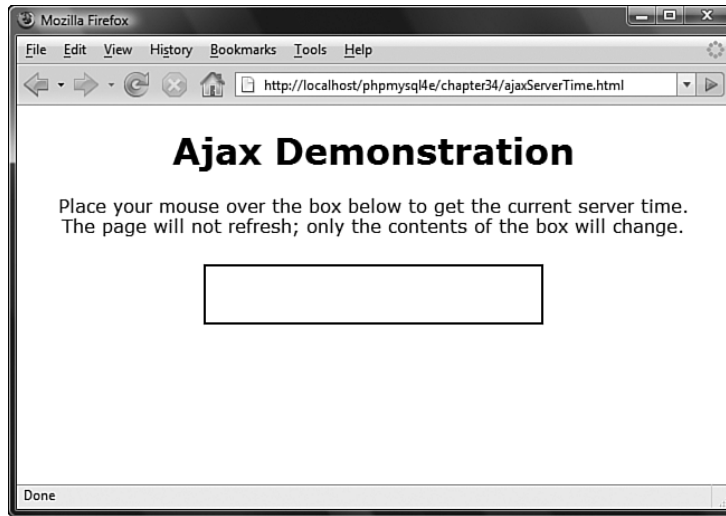 Mozilla Firefox
File Edit View History Bookmarks Tools Help
http://localhost/phpmysql4e/chapter34/ajaxServerTime.html
Ajax Demonstration
Place your mouse over the box below to get the current server time.
The page will not refresh; only the contents of the box will change.
Done